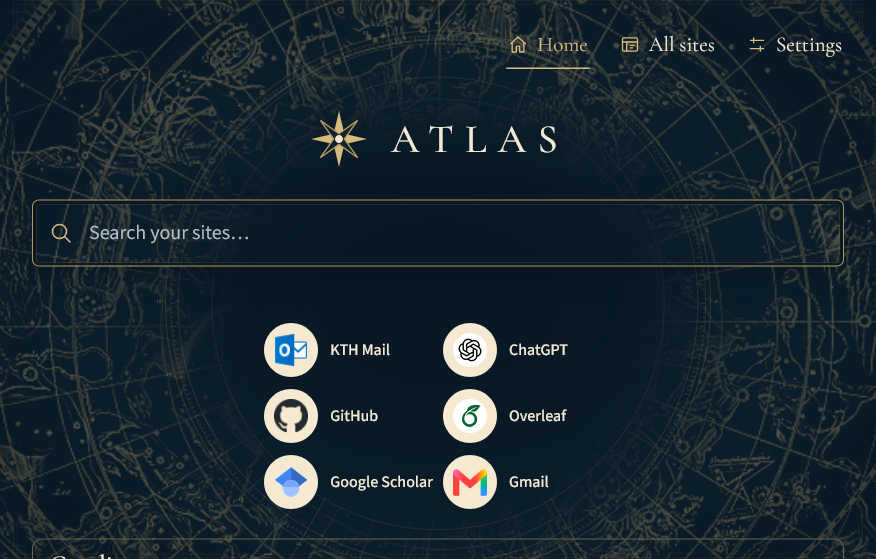 Home
All sites
Settings
ATLAS
Search your sites...
KTH Mail
ChatGPT
GitHub
Overleaf
Google Scholar
Gmail